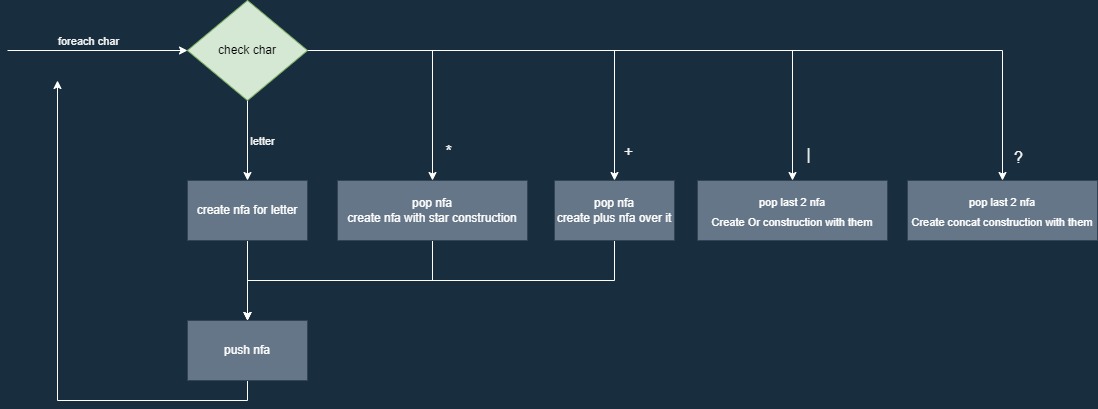 foreach char
check char
letter
*
+
|
?
create nfa for letter
pop nfa
create nfa with star construction
pop nfa
create plus nfa over it
pop last 2 nfa
Create Or construction with them
pop last 2 nfa
Create concat construction with them
push nfa